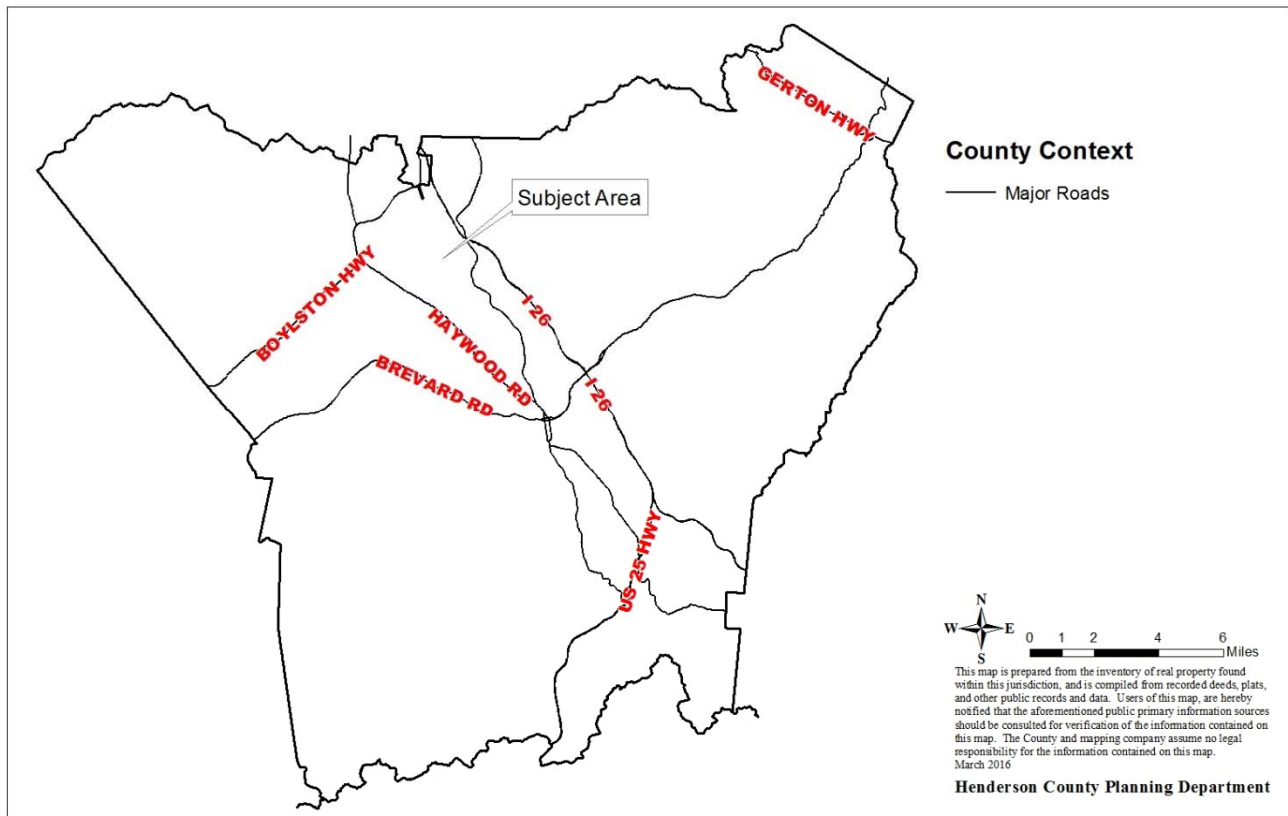 GERTON HWY
County Context
Major Roads
Subject Area
BOYLSTON HWY
HAYWOOD RD
I 26
BREVARD RD
I 26
US 25 HWY
N
W E
S
0 1 2 4 6
Miles
This map is prepared from the inventory of real property found
within this jurisdiction, and is compiled from recorded deeds, plats,
and other public records and data. Users of this map, are hereby
notified that the aforementioned public primary information sources
should be consulted for verification of the information contained on
this map. The County and mapping company assume no legal
responsibility for the information contained on this map.
March 2016
Henderson County Planning Department